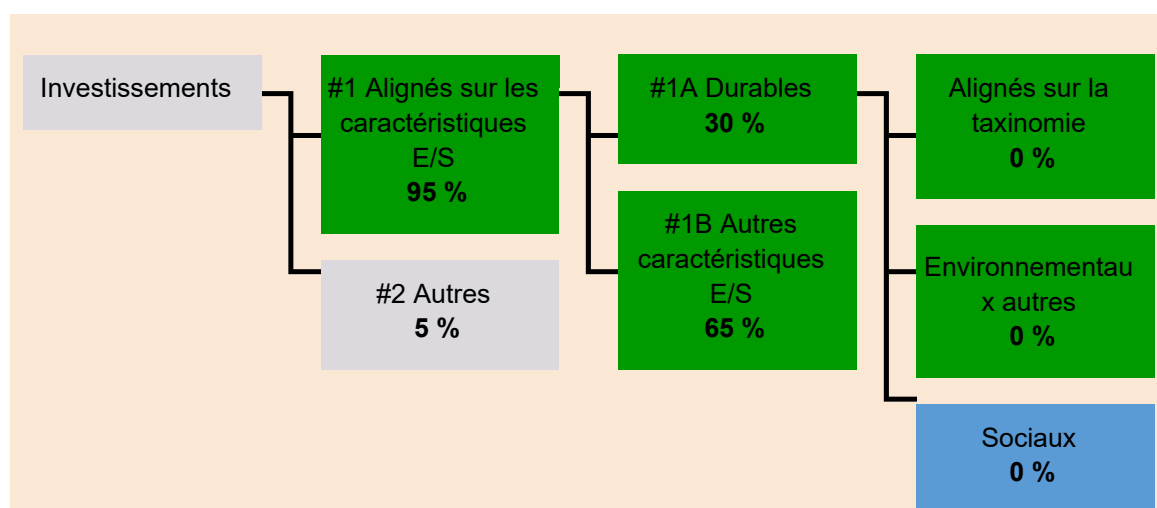 Investissements
#1 Alignés sur les
caractéristiques
E/S
95 %
#2 Autres
5 %
#1A Durables
30 %
#1B Autres
caractéristiques
E/S
65 %
Alignés sur la
taxinomie
0 %
Environnementau
x autres
0 %
Sociaux
0 %